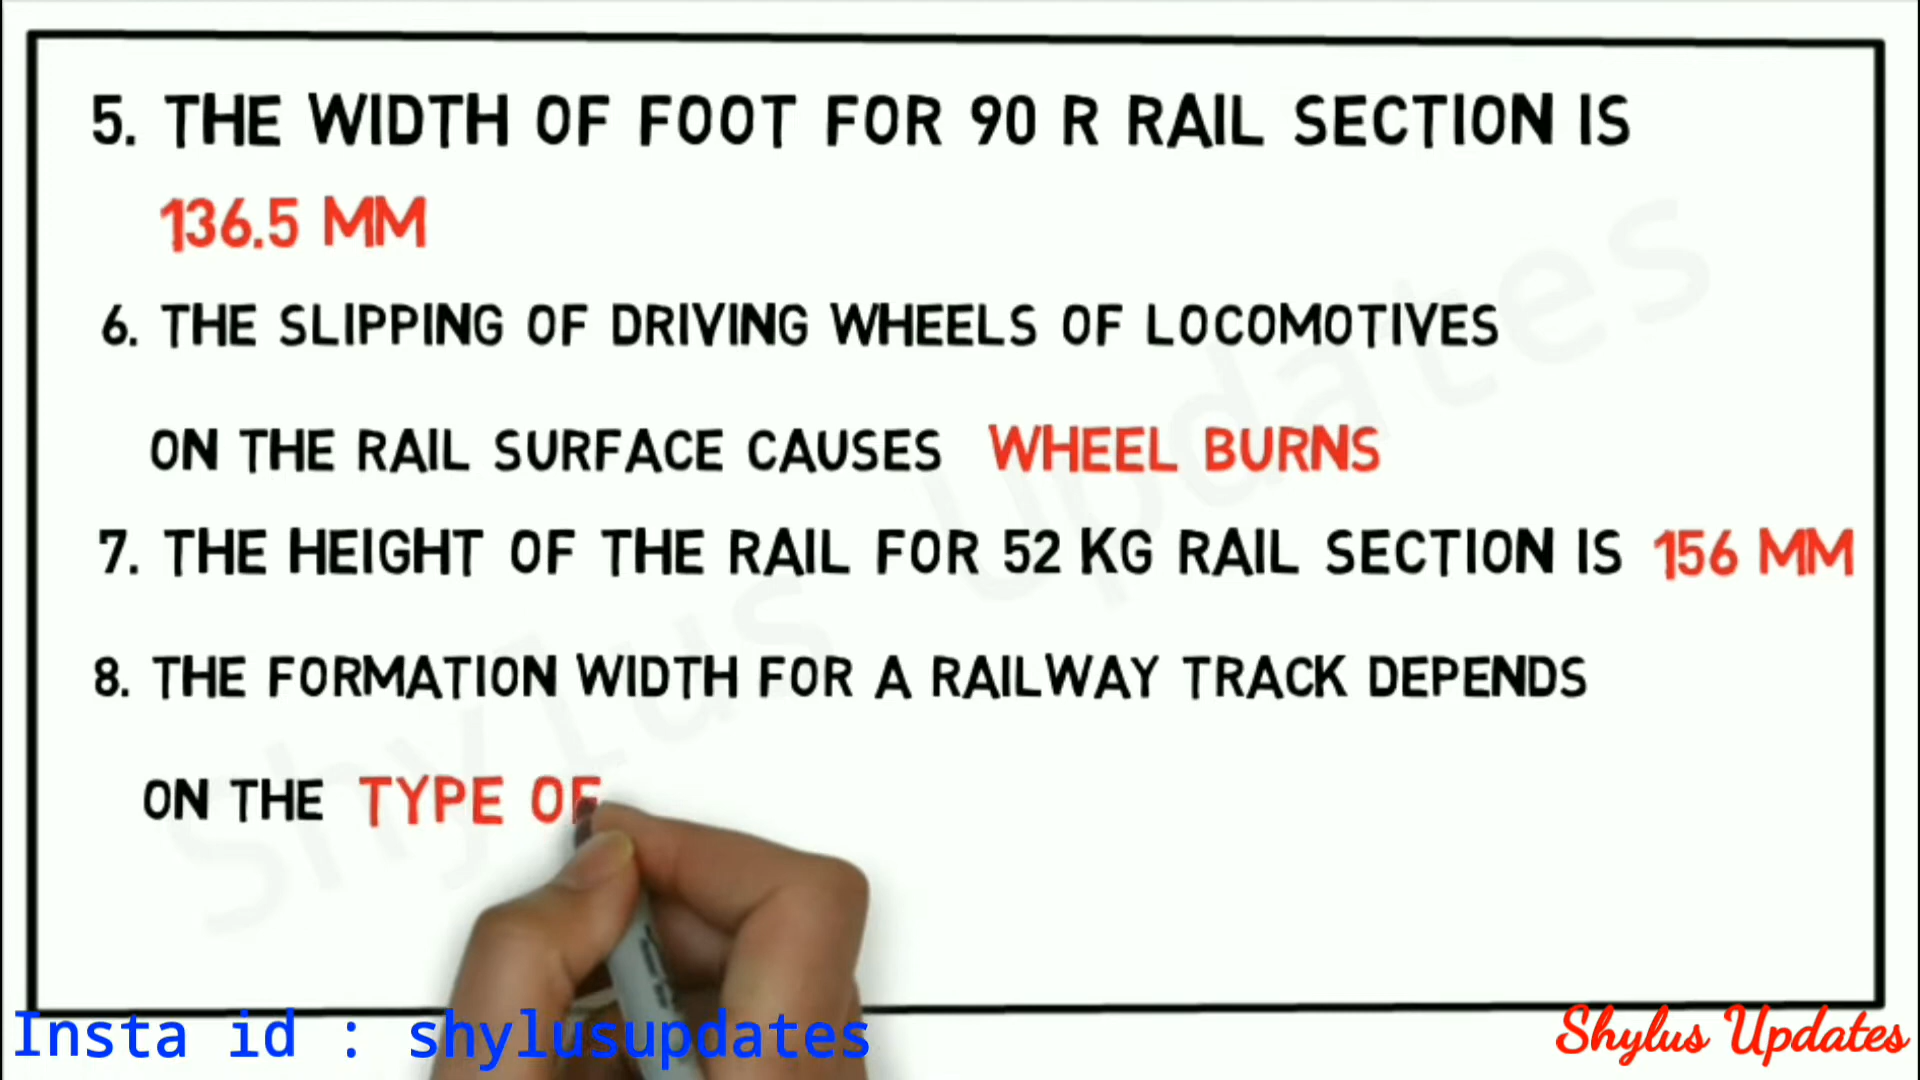 5. THE WIDTH OF FOOT FOR 90 R RAIL SECTION IS
136.5 MM
6. THE SLIPPING OF DRIVING WHEELS OF LOCOMOTIVES
ON THE RAIL SURFACE CAUSES WHEEL BURNS
7. THE HEIGHT OF THE RAIL FOR 52 KG RAIL SECTION IS 156 MM
8. THE FORMATION WIDTH FOR A RAILWAY TRACK DEPENDS
ON THE TYPE OF
Shylus Updates
Insta id : shylusupdates
Shylus Updates